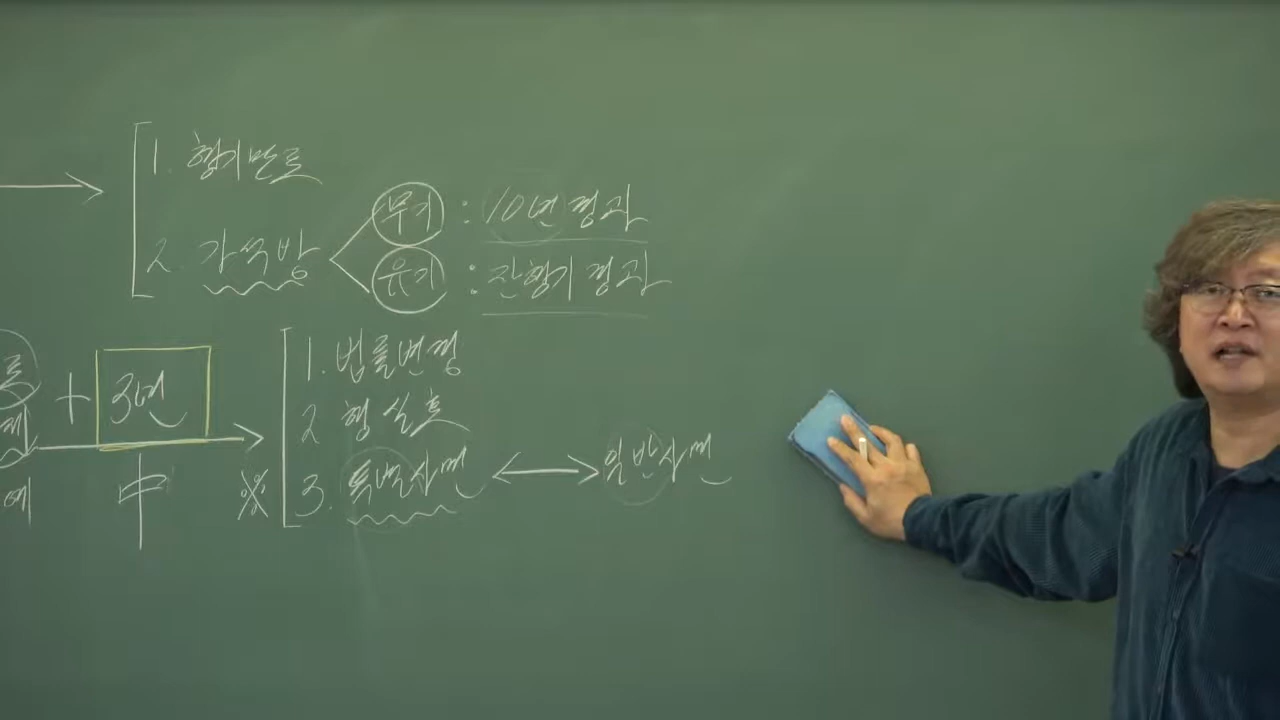 1. 형기만료
2. 가석방
무기 : 10년 경과
유기 : 잔형기 경과
+ 3년
中
예
※
1. 법률변경
2 형실효
3. 특별사면 ↔ 일반사면